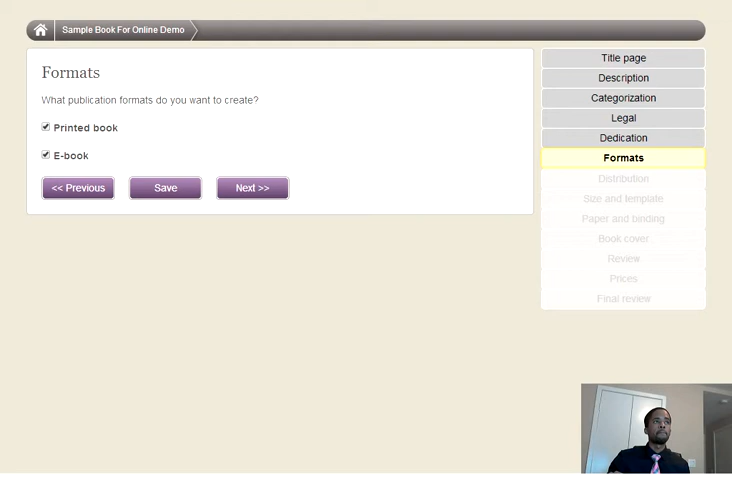 Sample Book For Online Demo
Formats
What publication formats do you want to create?
Printed book
E-book
<< Previous
Save
Next >>
Title page
Description
Categorization
Legal
Dedication
Formats
Distribution
Size and template
Paper and binding
Book cover
Review
Prices
Final review